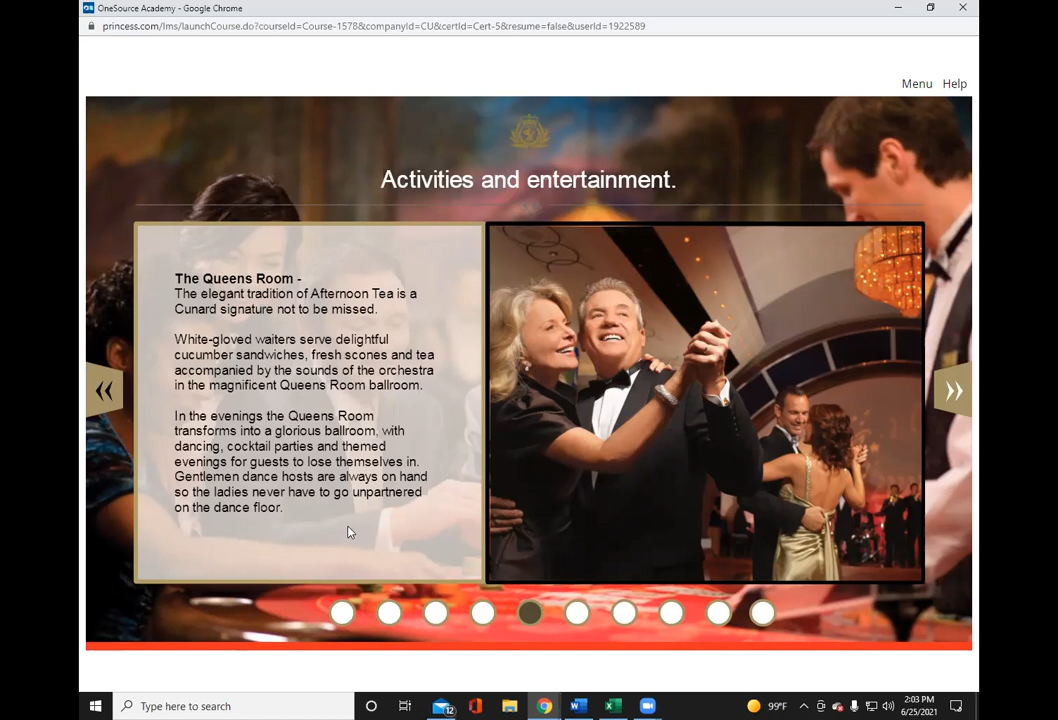 OneSource Academy - Google Chrome
princess.com/lms/launchCourse.do?courseId=Course-1578&companyId=CU&certId=Cert-5&resume=false&userId=1922589
Menu Help
Activities and entertainment.
The Queens Room -
The elegant tradition of Afternoon Tea is a
Cunard signature not to be missed.
White-gloved waiters serve delightful
cucumber sandwiches, fresh scones and tea
accompanied by the sounds of the orchestra
in the magnificent Queens Room ballroom.
In the evenings the Queens Room
transforms into a glorious ballroom, with
dancing, cocktail parties and themed
evenings for guests to lose themselves in.
Gentlemen dance hosts are always on hand
so the ladies never have to go unpartnered
on the dance floor.
Type here to search
12
99°F
2:03 PM
6/25/2021